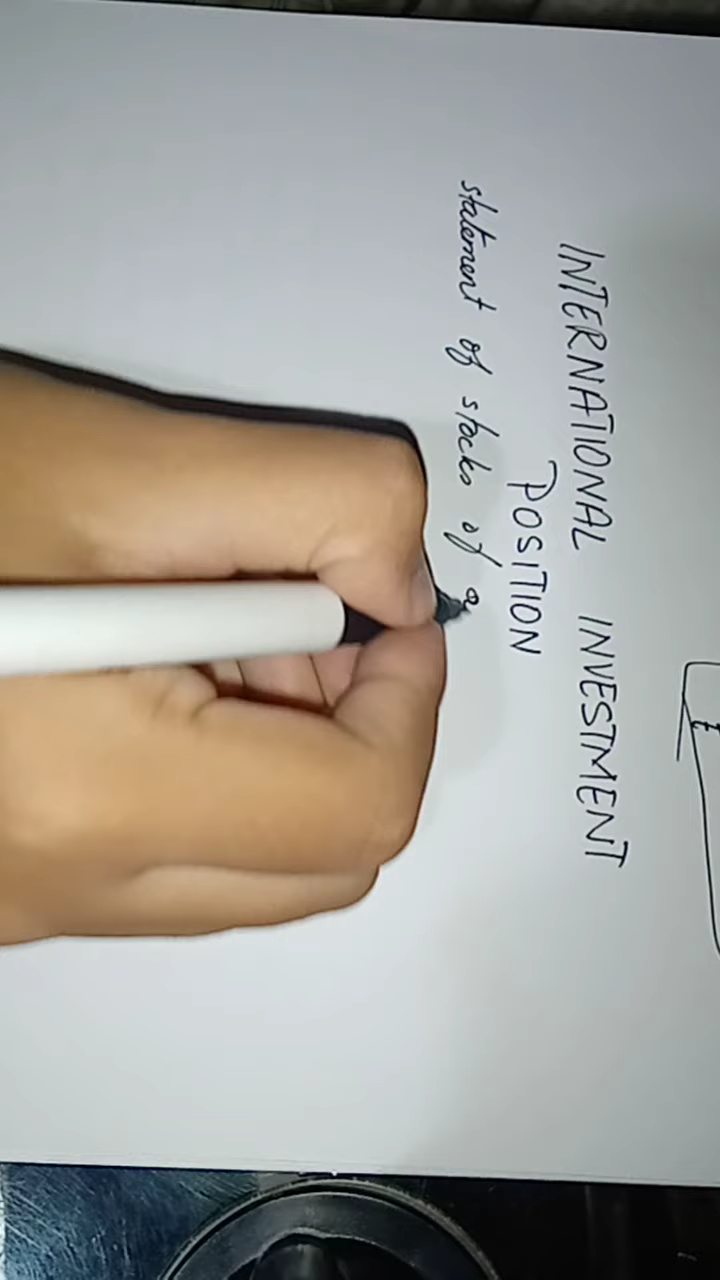 INTERNATIONAL INVESTMENT
POSITION
statement of stocks of